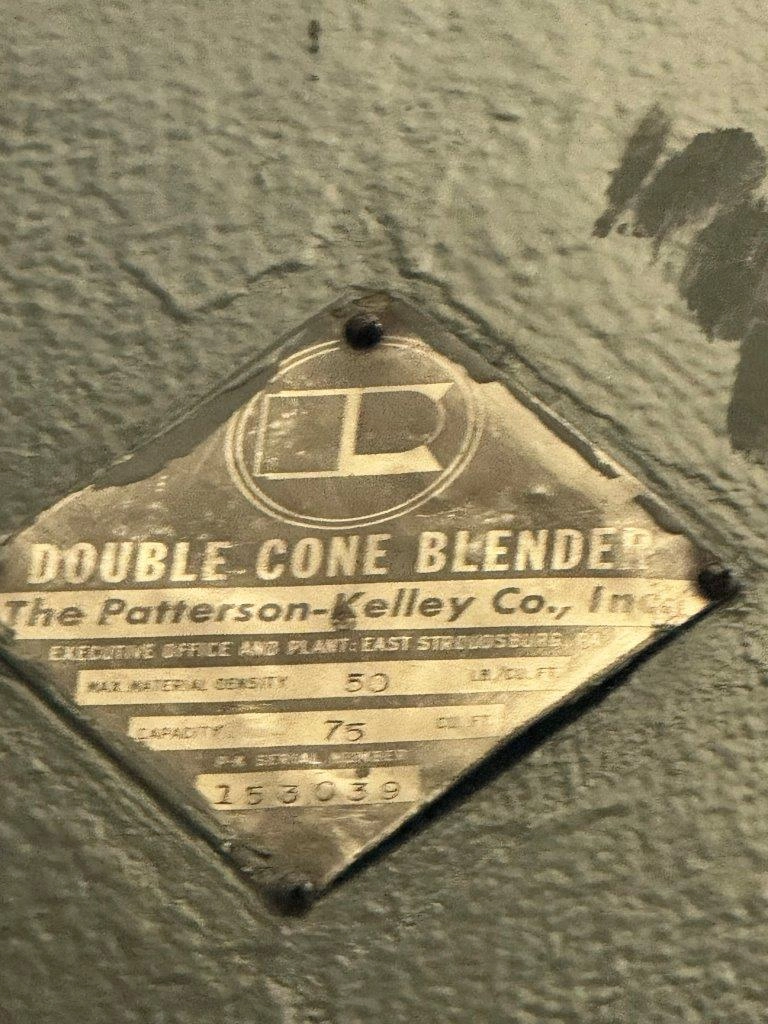 DOUBLE CONE BLENDER
The Patterson-Kelley Co., Inc.
EXECUTIVE OFFICE AND PLANT: EAST STROUDSBURG, PA.
MAX. MATERIAL DENSITY 50 LB/CU. FT.
CAPACITY 75 CU. FT.
P-K SERIAL NUMBER
153039